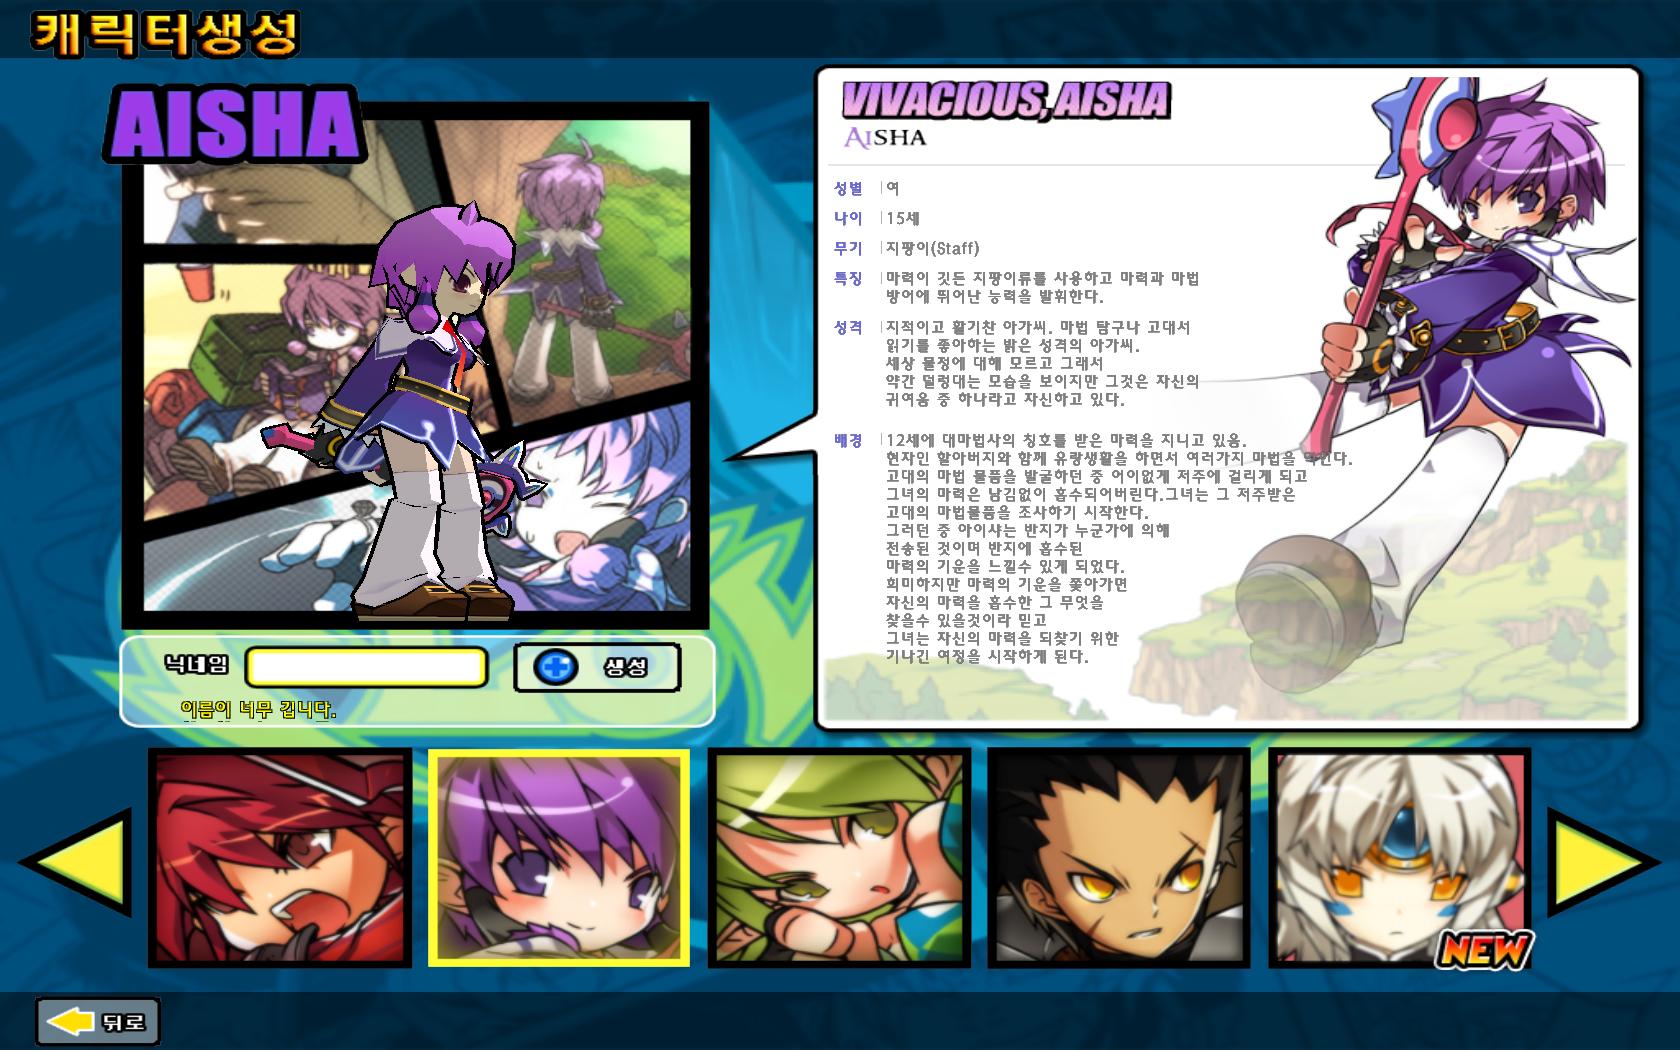 캐릭터생성
AISHA
VIVACIOUS, AISHA
AISHA
성별 여
나이 15세
무기 지팡이(Staff)
특징 마력이 깃든 지팡이류를 사용하고 마력과 마법
방어에 뛰어난 능력을 발휘한다.
성격 지적이고 활기찬 아가씨. 마법 탐구나 고대서
읽기를 좋아하는 밝은 성격의 아가씨.
세상 물정에 대해 모르고 그래서
약간 덜렁대는 모습을 보이지만 그것은 자신의
귀여움 중 하나라고 자신하고 있다.
배경 12세에 대마법사의 칭호를 받은 마력을 지니고 있음.
현자인 할아버지와 함께 유랑생활을 하면서 여러가지 마법을 익힌다.
고대의 마법 물품을 발굴하던 중 어이없게 저주에 걸리게 되고
그녀의 마력은 남김없이 흡수되어버린다.그녀는 그 저주받은
고대의 마법물품을 조사하기 시작한다.
그러던 중 아이샤는 반지가 누군가에 의해
전송된 것이며 반지에 흡수된
마력의 기운을 느낄수 있게 되었다.
희미하지만 마력의 기운을 쫓아가면
자신의 마력을 흡수한 그 무엇을
찾을수 있을것이라 믿고
그녀는 자신의 마력을 되찾기 위한
기나긴 여정을 시작하게 된다.
닉네임
생성
이름이 너무 깁니다.
NEW
뒤로